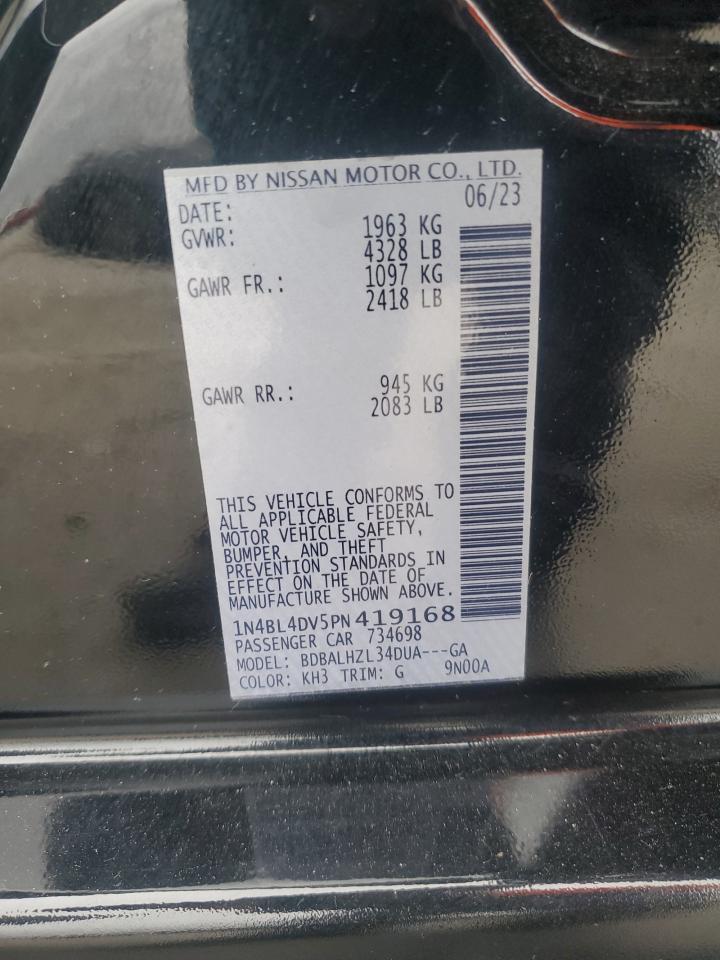 MFD BY NISSAN MOTOR CO., LTD.
DATE: 06/23
GVWR: 1963 KG
4328 LB
GAWR FR.: 1097 KG
2418 LB
GAWR RR.: 945 KG
2083 LB
THIS VEHICLE CONFORMS TO
ALL APPLICABLE FEDERAL
MOTOR VEHICLE SAFETY,
BUMPER, AND THEFT
PREVENTION STANDARDS IN
EFFECT ON THE DATE OF
MANUFACTURE SHOWN ABOVE.
1N4BL4DV5PN419168
PASSENGER CAR 734698
MODEL: BDBALHZL34DUA---GA
COLOR: KH3 TRIM: G 9N00A